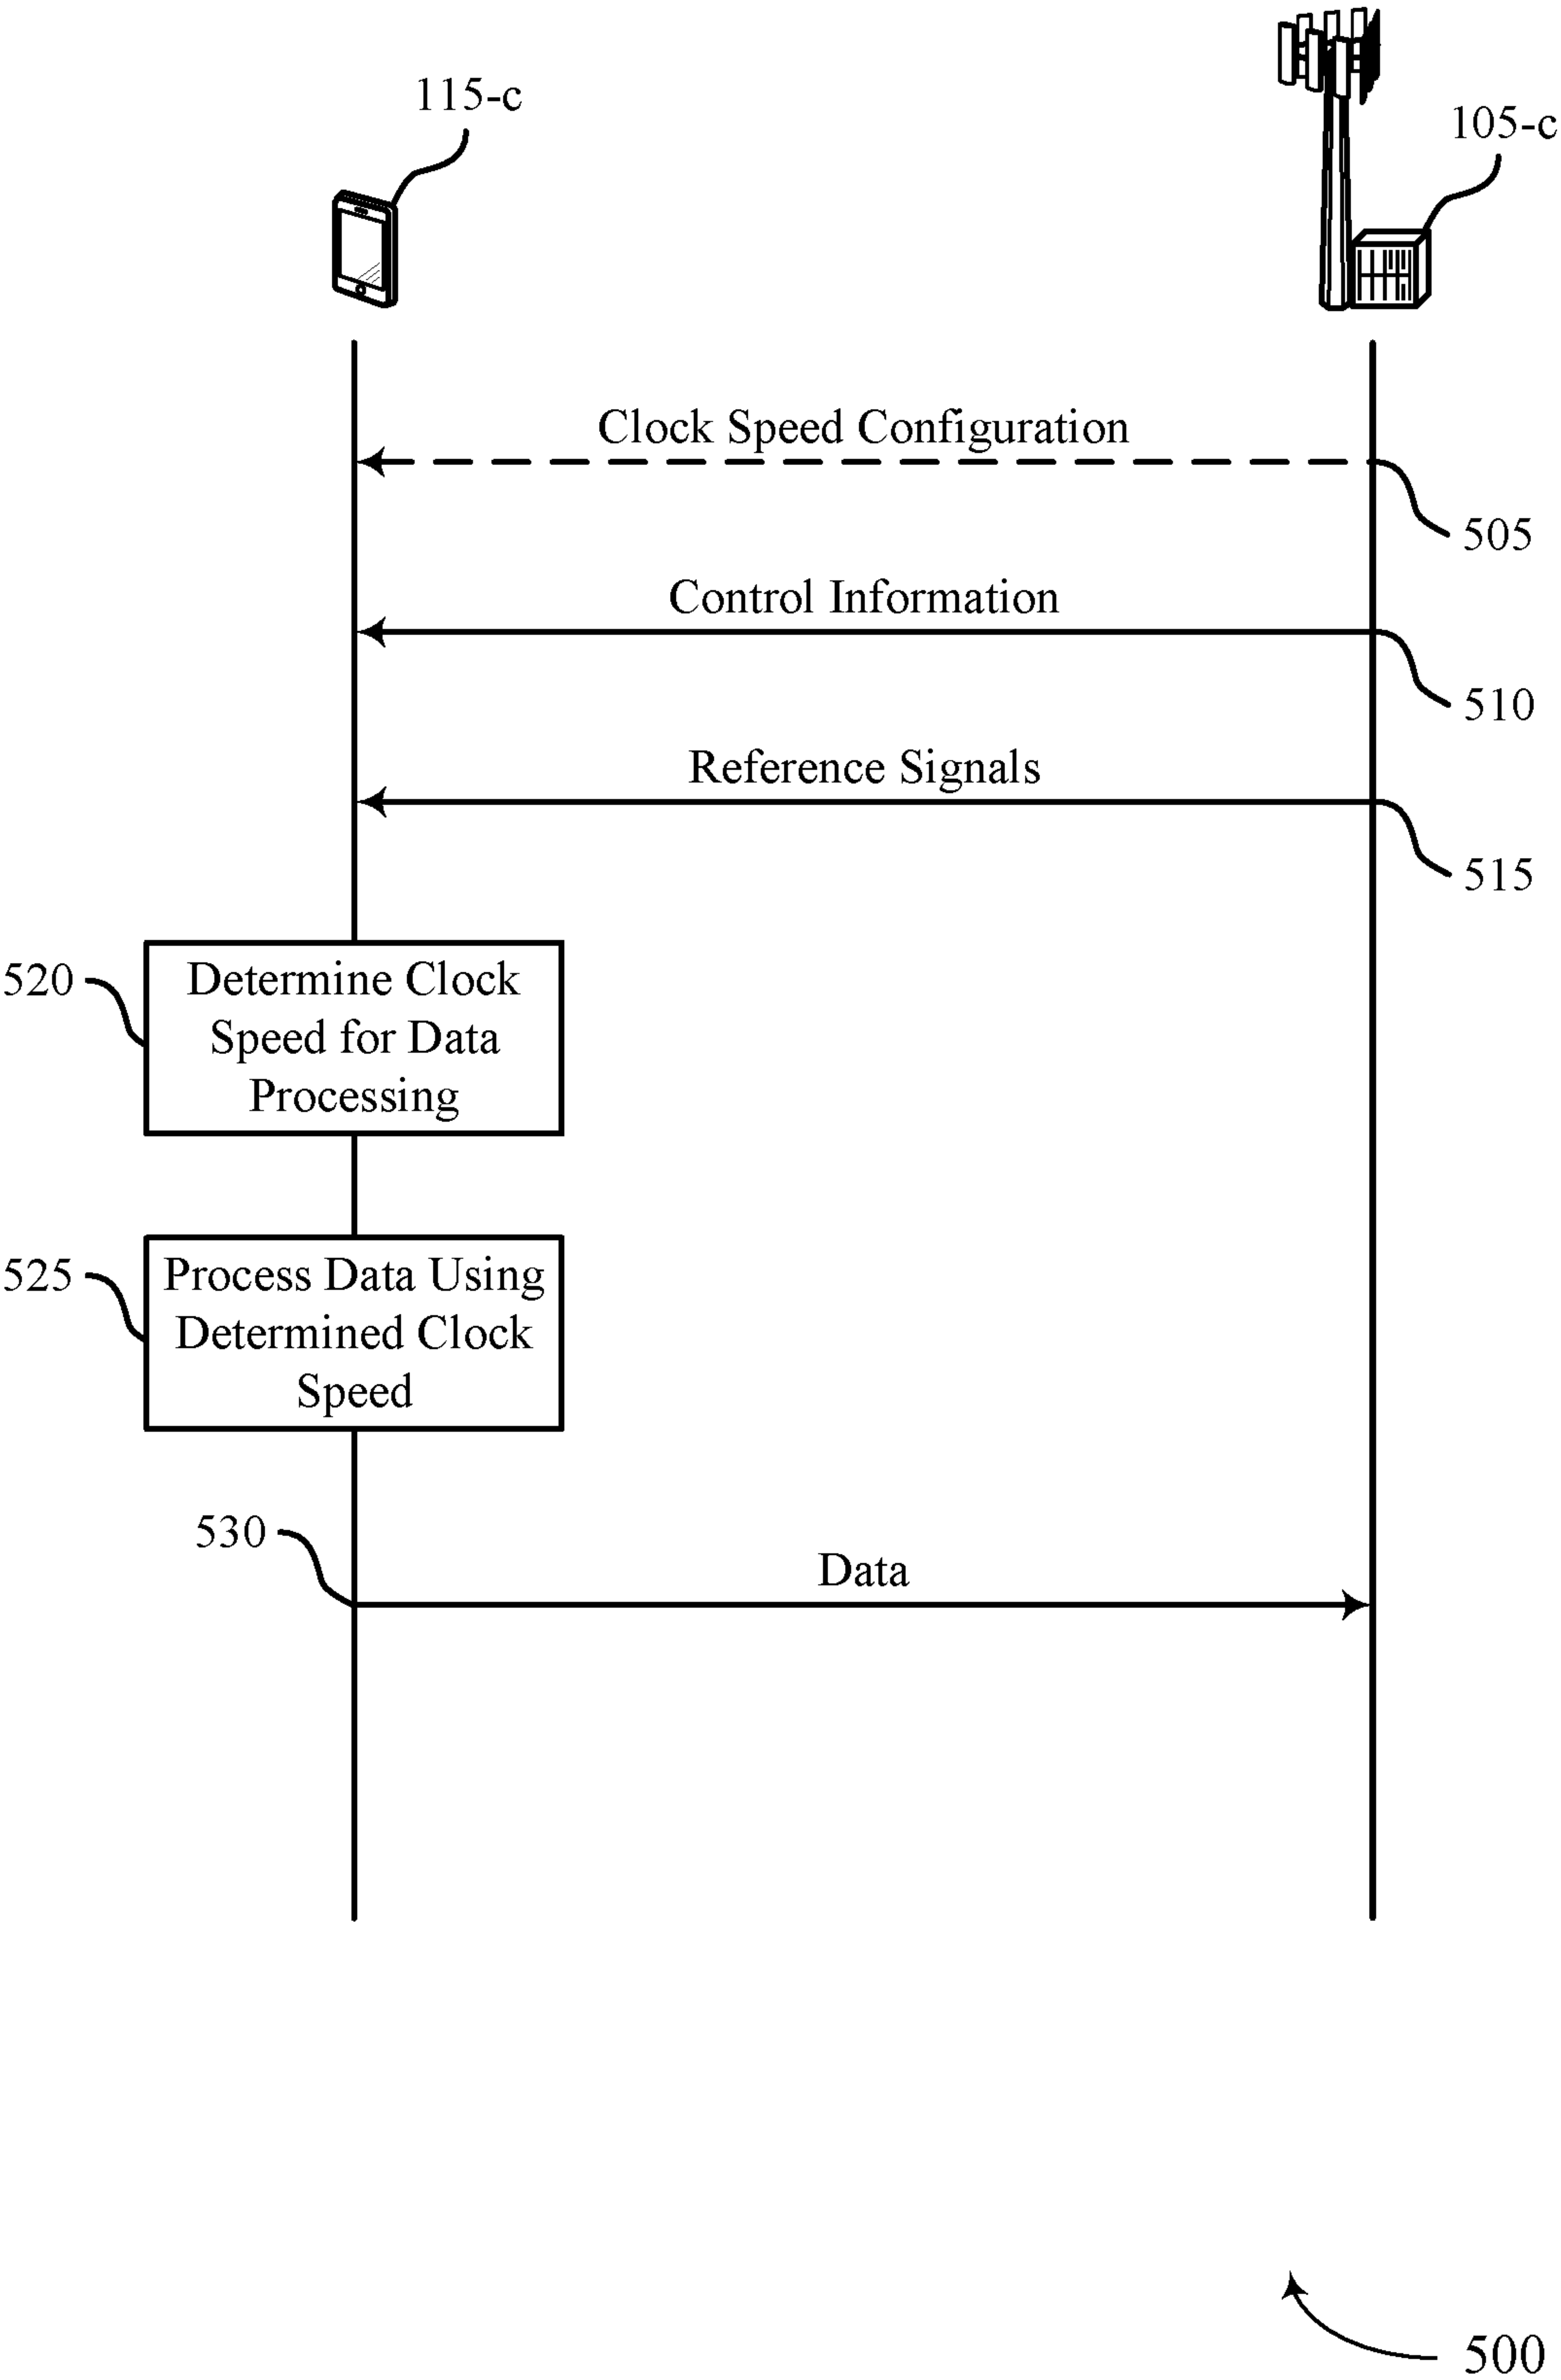 115-c
105-c
Clock Speed Configuration
505
Control Information
510
Reference Signals
515
520
Determine Clock
Speed for Data
Processing
525
Process Data Using
Determined Clock
Speed
530
Data
500